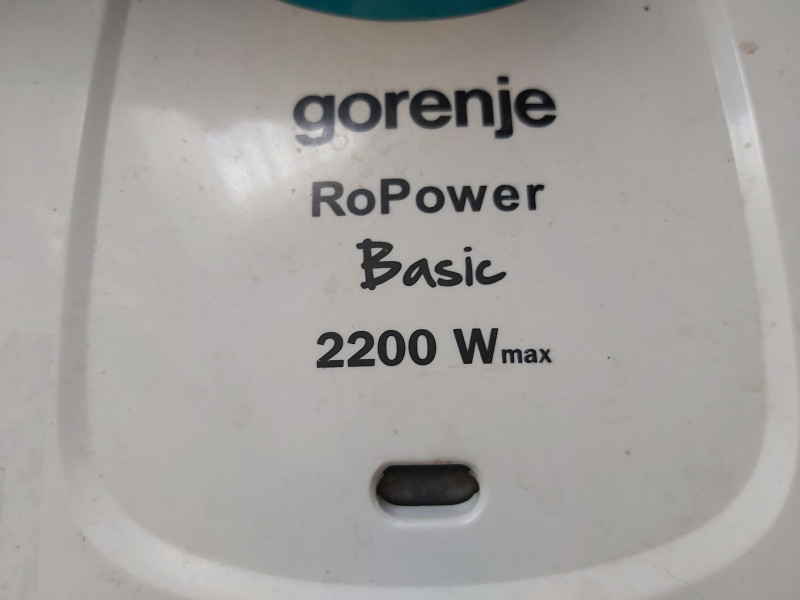 gorenje
RoPower
Basic
2200 Wmax